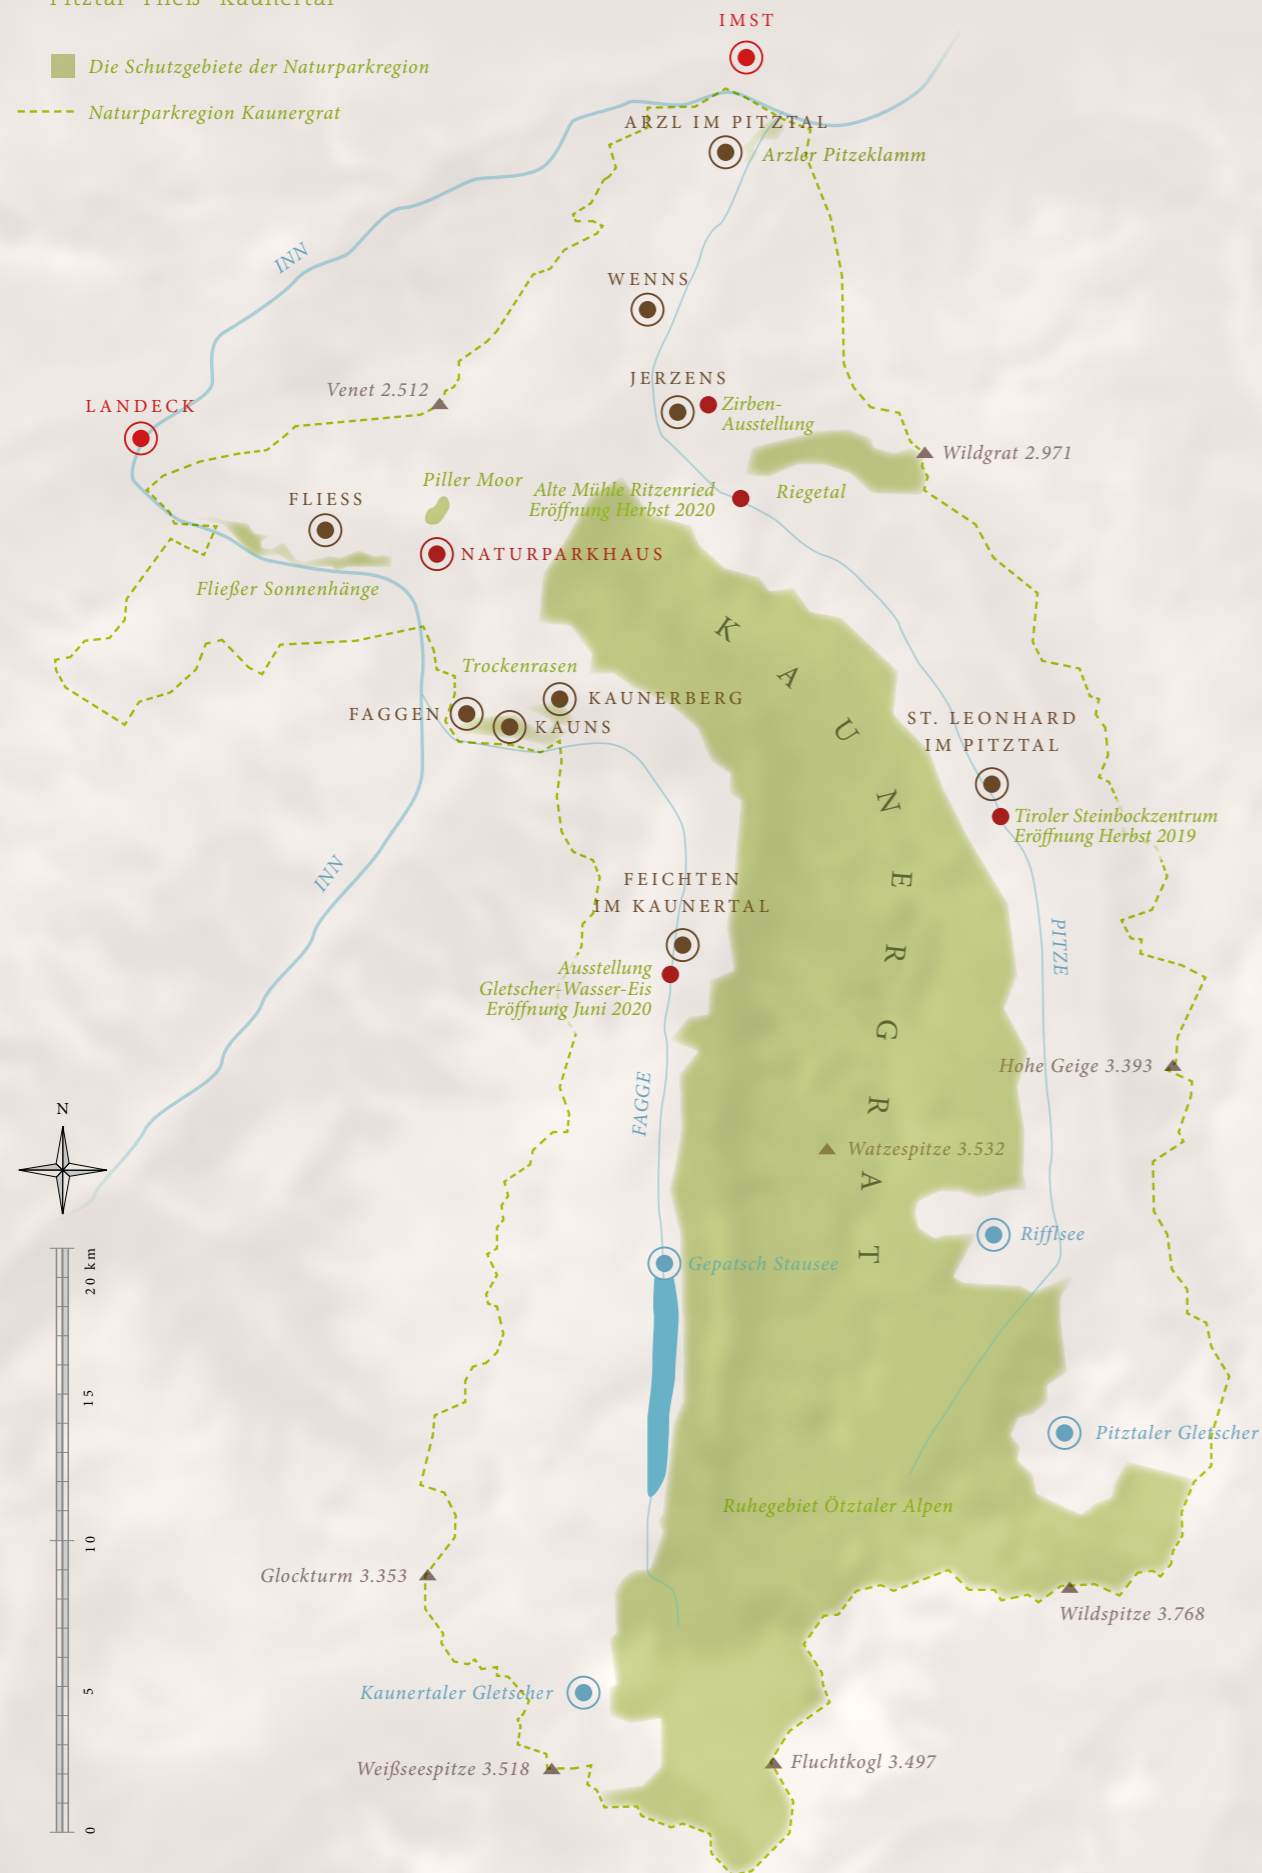 Pitztal Fließ Kaunertal
Die Schutzgebiete der Naturparkregion
Naturparkregion Kaunergrat
IMST
ARZL IM PITZTAL
Arzler Pitzeklamm
INN
WENNS
JERZENS
Zirben-
Ausstellung
Venet 2.512
LANDECK
Wildgrat 2.971
Piller Moor
Alte Mühle Ritzenried
Eröffnung Herbst 2020
Riegetal
FLIESS
NATURPARKHAUS
Fließer Sonnenhänge
Trockenrasen
KAUNERBERG
FAGGEN
KAUNS
KAUNERGRAT
ST. LEONHARD
IM PITZTAL
Tiroler Steinbockzentrum
Eröffnung Herbst 2019
INN
FEICHTEN
IM KAUNERTAL
Ausstellung
Gletscher-Wasser-Eis
Eröffnung Juni 2020
PITZE
FAGGE
Hohe Geige 3.393
Watzespitze 3.532
N
Rifflsee
Gepatsch Stausee
20 km
15
10
5
0
Pitztaler Gletscher
Ruhegebiet Ötztaler Alpen
Glockturm 3.353
Wildspitze 3.768
Kaunertaler Gletscher
Weißseespitze 3.518
Fluchtkogl 3.497